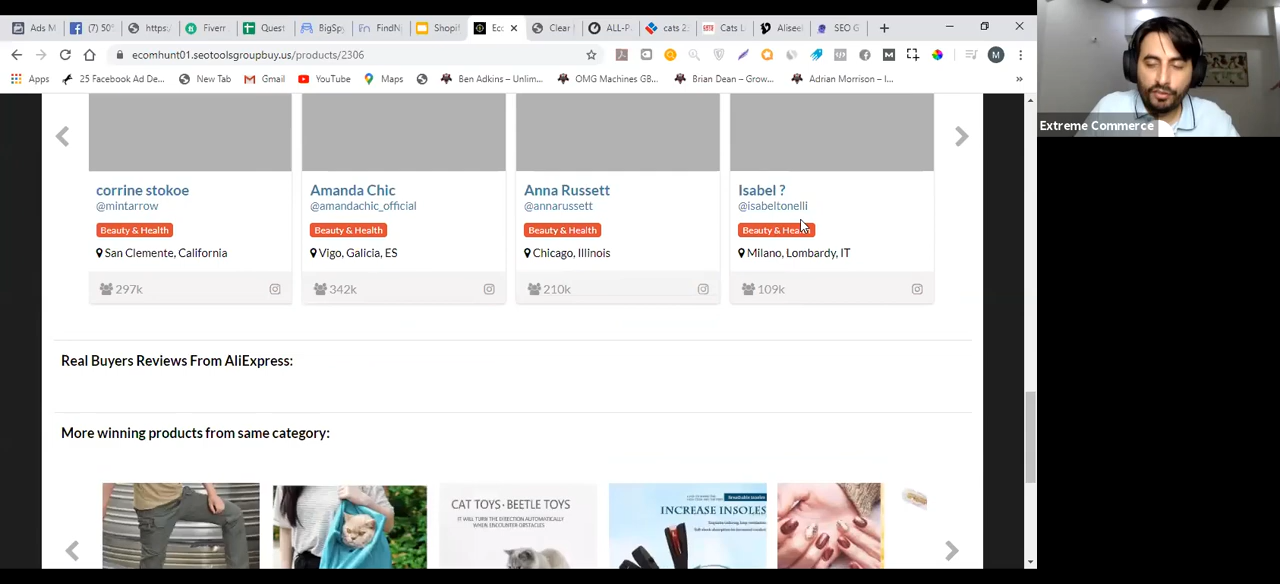 Ads M
(7) 50°
https:/
Fiverr
Quest
BigSpy
FindNj
Shopif
Eco
Clear
ALL-P
cats 2
Cats L
Aliseel
SEO G
ecomhunt01.seotoolsgroupbuy.us/products/2306
Apps
25 Facebook Ad De...
New Tab
Gmail
YouTube
Maps
Ben Adkins – Unlim...
OMG Machines GB...
Brian Dean – Grow...
Adrian Morrison – I...
»
Extreme Commerce
corrine stokoe
@mintarrow
Beauty & Health
San Clemente, California
297k
Amanda Chic
@amandachic_official
Beauty & Health
Vigo, Galicia, ES
342k
Anna Russett
@annarussett
Beauty & Health
Chicago, Illinois
210k
Isabel ?
@isabeltonelli
Beauty & Health
Milano, Lombardy, IT
109k
Real Buyers Reviews From AliExpress:
More winning products from same category:
CAT TOYS · BEETLE TOYS
IT WILL TURN THE DIRECTION AUTOMATICALLY
WHEN ENCOUNTER OBSTACLES
INCREASE INSOLES